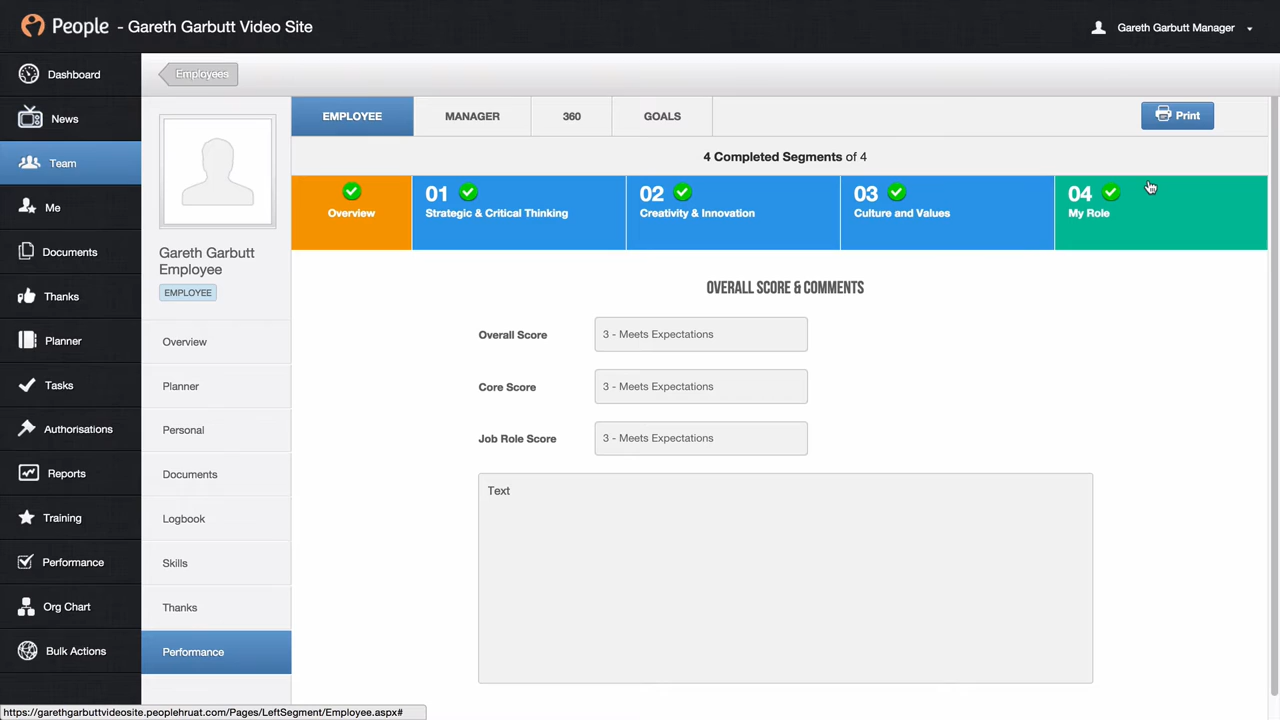 People - Gareth Garbutt Video Site
Gareth Garbutt Manager
Dashboard
News
Team
Me
Documents
Thanks
Planner
Tasks
Authorisations
Reports
Training
Performance
Org Chart
Bulk Actions
Employees
Gareth Garbutt
Employee
EMPLOYEE
Overview
Planner
Personal
Documents
Logbook
Skills
Thanks
Performance
EMPLOYEE
MANAGER
360
GOALS
Print
4 Completed Segments of 4
Overview
01
Strategic & Critical Thinking
02
Creativity & Innovation
03
Culture and Values
04
My Role
OVERALL SCORE & COMMENTS
Overall Score 3 - Meets Expectations
Core Score 3 - Meets Expectations
Job Role Score 3 - Meets Expectations
Text
https://garethgarbuttvideosite.peoplehruat.com/Pages/LeftSegment/Employee.aspx#